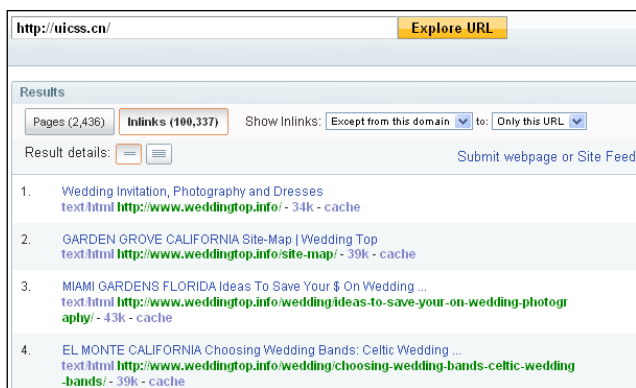 http://uicss.cn/ Explore URL
Results
Pages (2,436) Inlinks (100,337) Show Inlinks: Except from this domain to: Only this URL
Result details: Submit webpage or Site Feed
1. Wedding Invitation, Photography and Dresses
text/html http://www.weddingtop.info/ - 34k - cache
2. GARDEN GROVE CALIFORNIA Site-Map | Wedding Top
text/html http://www.weddingtop.info/site-map/ - 39k - cache
3. MIAMI GARDENS FLORIDA Ideas To Save Your $ On Wedding ...
text/html http://www.weddingtop.info/wedding/ideas-to-save-your-on-wedding-photogr
aphy/ - 43k - cache
4. EL MONTE CALIFORNIA Choosing Wedding Bands: Celtic Wedding ...
text/html http://www.weddingtop.info/wedding/choosing-wedding-bands-celtic-wedding
-bands/ - 39k - cache